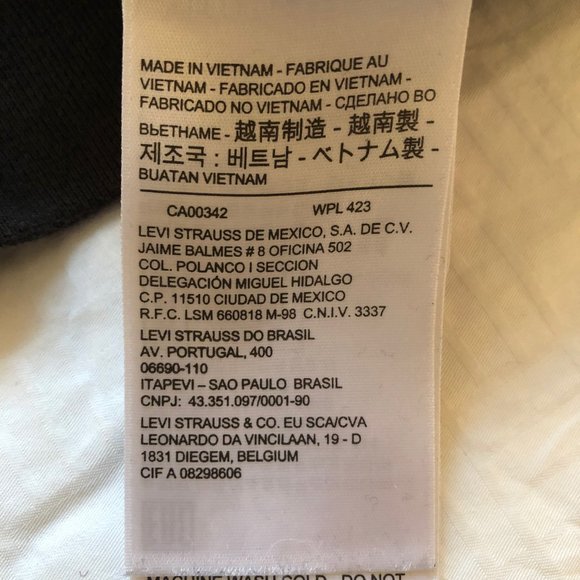 MADE IN VIETNAM - FABRIQUE AU
VIETNAM - FABRICADO EN VIETNAM -
FABRICADO NO VIETNAM - СДЕЛАНО ВО
ВЬЕТНАМЕ - 越南制造 - 越南製 -
제조국 : 베트남 - ベトナム製 -
BUATAN VIETNAM
CA00342 WPL 423
LEVI STRAUSS DE MEXICO, S.A. DE C.V.
JAIME BALMES # 8 OFICINA 502
COL. POLANCO I SECCION
DELEGACIÓN MIGUEL HIDALGO
C.P. 11510 CIUDAD DE MEXICO
R.F.C. LSM 660818 M-98 C.N.I.V. 3337
LEVI STRAUSS DO BRASIL
AV. PORTUGAL, 400
06690-110
ITAPEVI – SAO PAULO BRASIL
CNPJ: 43.351.097/0001-90
LEVI STRAUSS & CO. EU SCA/CVA
LEONARDO DA VINCILAAN, 19 - D
1831 DIEGEM, BELGIUM
CIF A 08298606
MACHINE WASH COLD - DO NOT